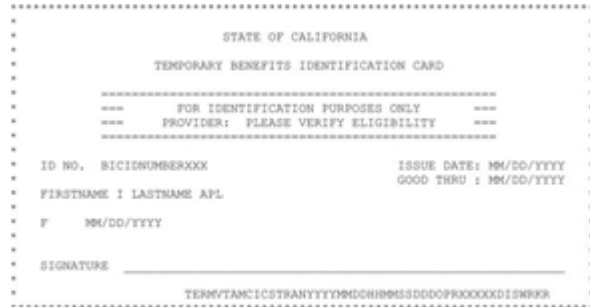 STATE OF CALIFORNIA
TEMPORARY BENEFITS IDENTIFICATION CARD
=== FOR IDENTIFICATION PURPOSES ONLY ===
=== PROVIDER: PLEASE VERIFY ELIGIBILITY ===
ID NO. BICIDNUMBERXXX ISSUE DATE: MM/DD/YYYY
GOOD THRU : MM/DD/YYYY
FIRSTNAME I LASTNAME APL
F MM/DD/YYYY
SIGNATURE
TERMVTAMCICSTRANYYYYMMDDHHMMSSDDDOPRXXXXXDISWRKR